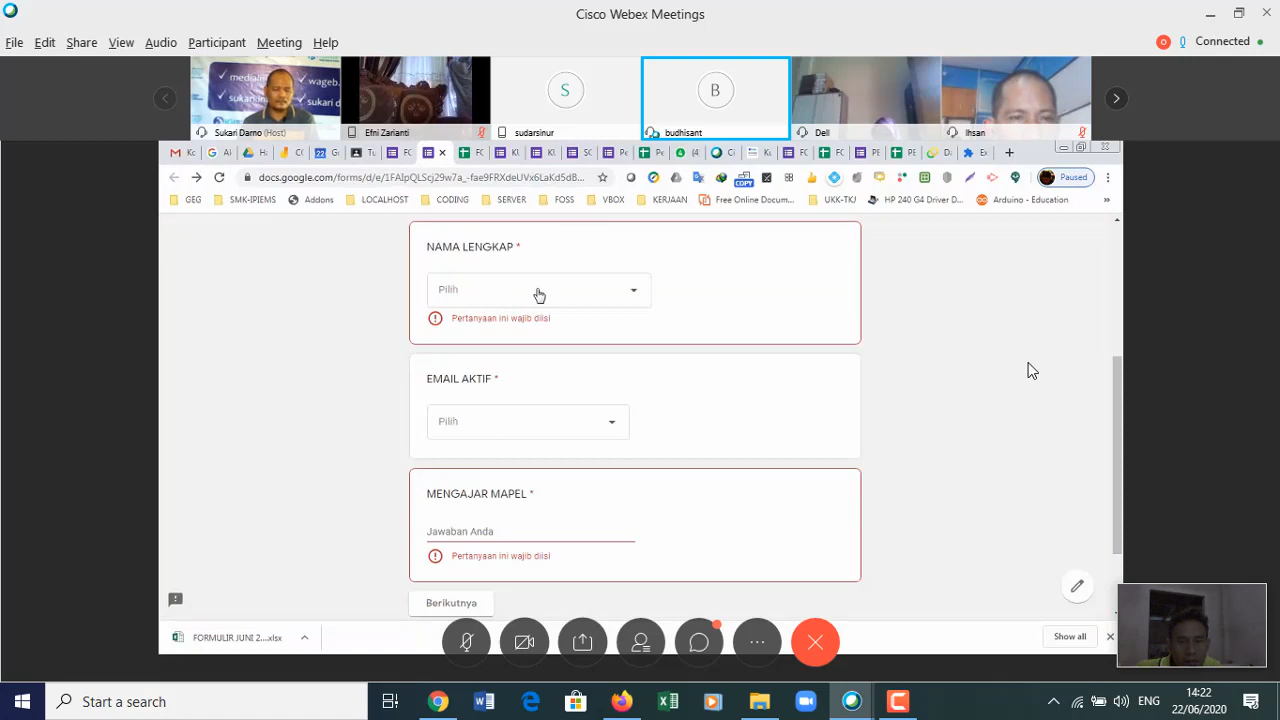 Cisco Webex Meetings
File Edit Share View Audio Participant Meeting Help
Connected
Sukari Darno (Host)
Efni Zarianti
S
sudarsinur
B
budhisant
Dell
Ihsan
docs.google.com/forms/d/e/1FAIpQLScj29w7a_-fae9FRXdeUVx6LaKd5d8...
COPY
Paused
GEG
SMK-IPIEMS
Addons
LOCALHOST
CODING
SERVER
FOSS
VBOX
KERJAAN
Free Online Docum...
UKK-TKJ
HP 240 G4 Driver D...
Arduino - Education
NAMA LENGKAP *
Pilih
Pertanyaan ini wajib diisi
EMAIL AKTIF *
Pilih
MENGAJAR MAPEL *
Jawaban Anda
Pertanyaan ini wajib diisi
Berikutnya
FORMULIR JUNI 2....xlsx
Show all
Start a search
ENG
14:22
22/06/2020